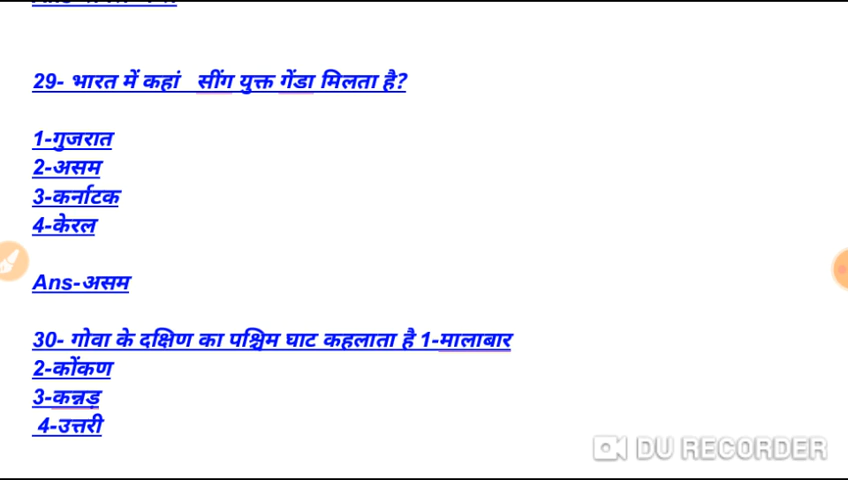 29- भारत में कहां सींग युक्त गेंडा मिलता है?
1-गुजरात
2-असम
3-कर्नाटक
4-केरल
Ans-असम
30- गोवा के दक्षिण का पश्चिम घाट कहलाता है 1-मालाबार
2-कोंकण
3-कन्नड़
4-उत्तरी
DU RECORDER